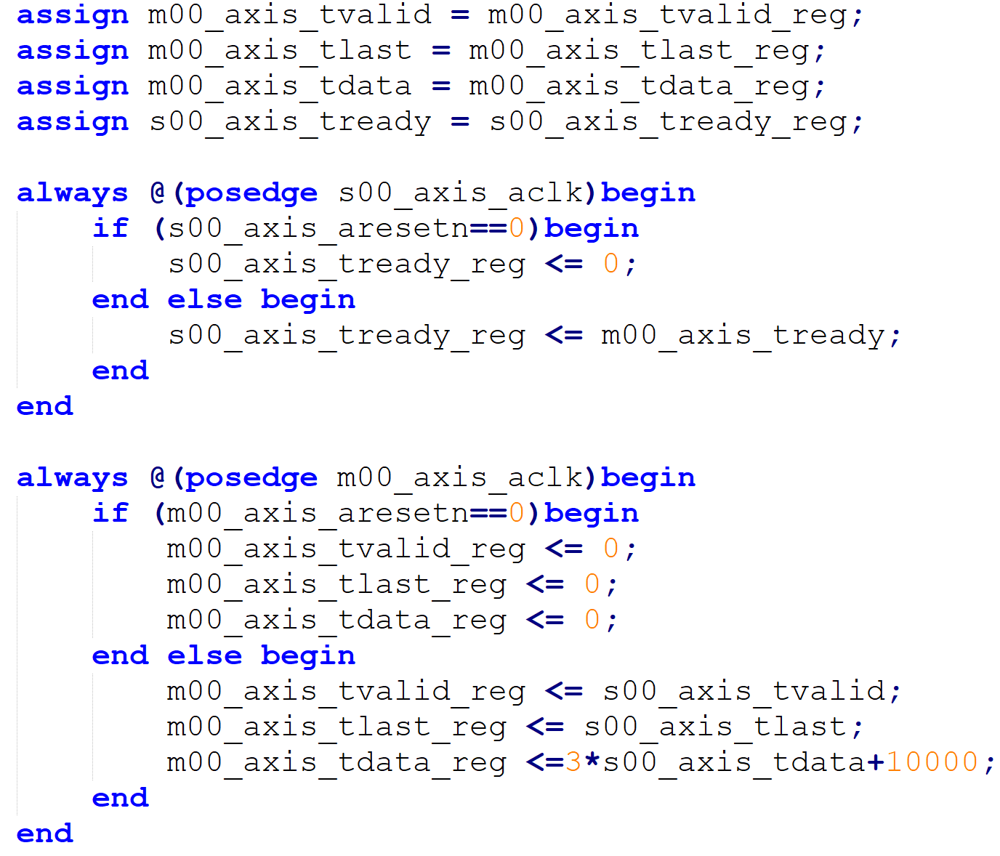 assign m00_axis_tvalid = m00_axis_tvalid_reg;
assign m00_axis_tlast = m00_axis_tlast_reg;
assign m00_axis_tdata = m00_axis_tdata_reg;
assign s00_axis_tready = s00_axis_tready_reg;

always @(posedge s00_axis_aclk)begin
    if (s00_axis_aresetn==0)begin
        s00_axis_tready_reg <= 0;
    end else begin
        s00_axis_tready_reg <= m00_axis_tready;
    end
end

always @(posedge m00_axis_aclk)begin
    if (m00_axis_aresetn==0)begin
        m00_axis_tvalid_reg <= 0;
        m00_axis_tlast_reg <= 0;
        m00_axis_tdata_reg <= 0;
    end else begin
        m00_axis_tvalid_reg <= s00_axis_tvalid;
        m00_axis_tlast_reg <= s00_axis_tlast;
        m00_axis_tdata_reg <=3*s00_axis_tdata+10000;
    end
end